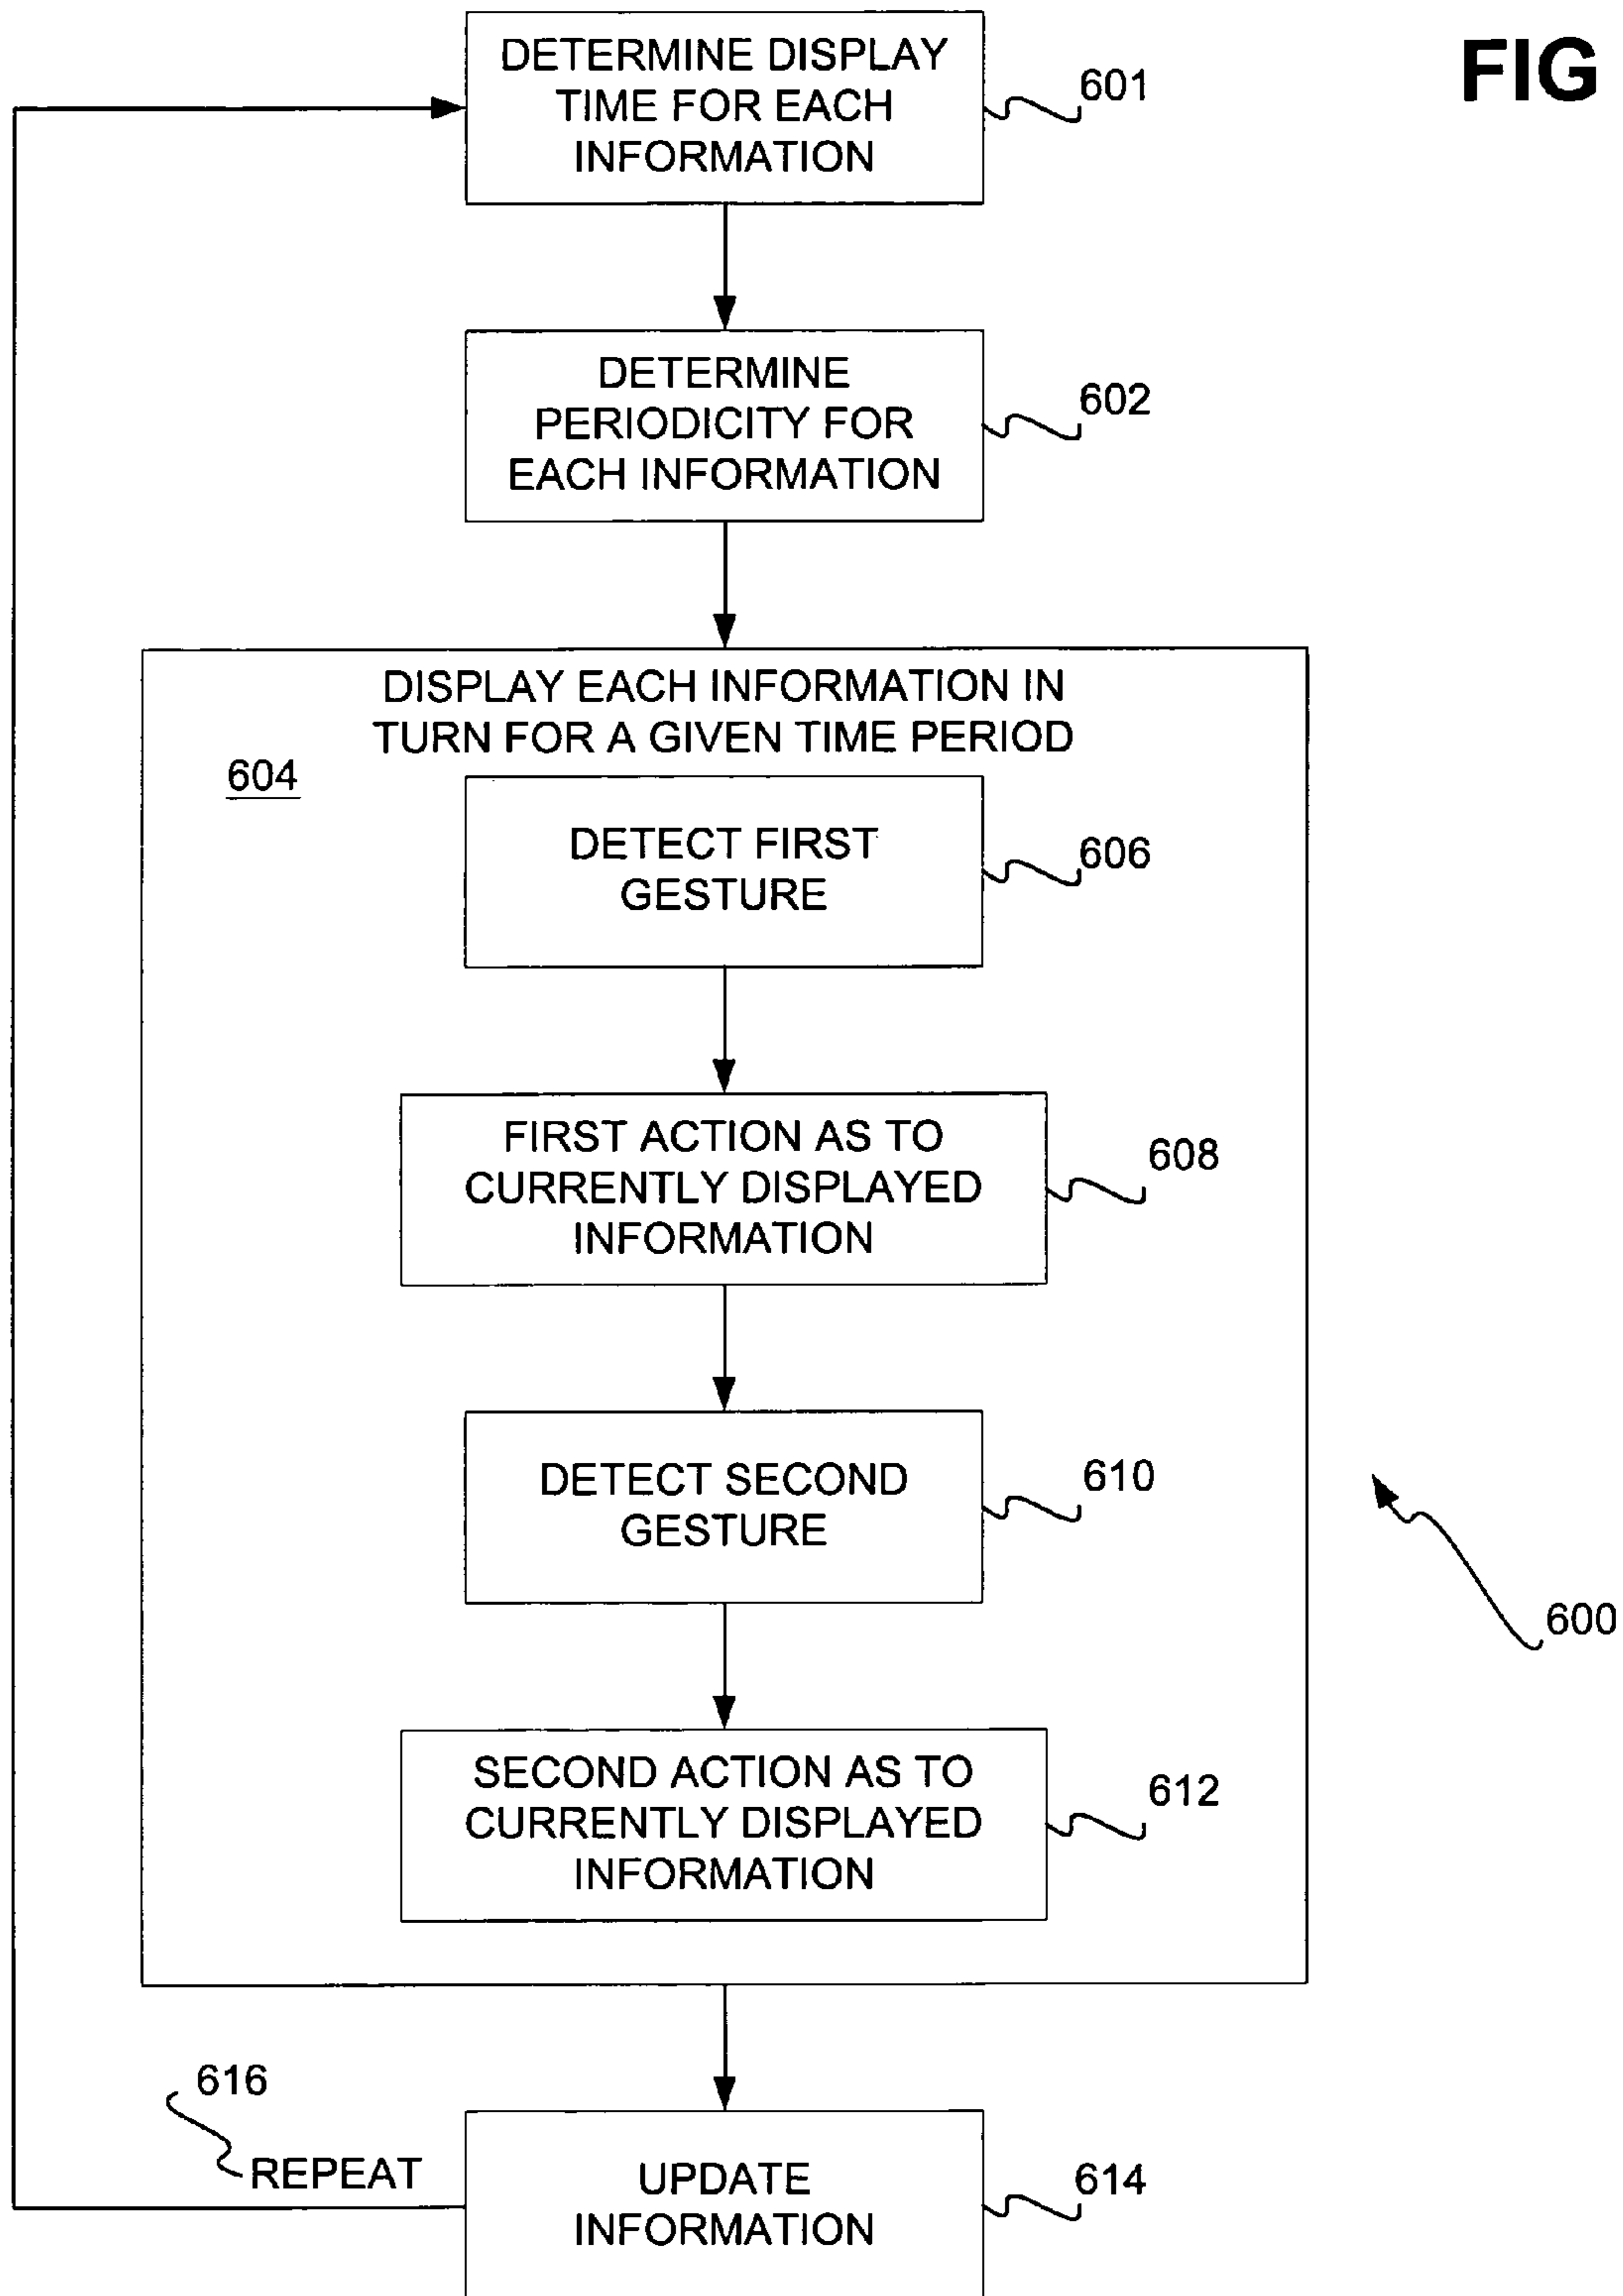 FIG
DETERMINE DISPLAY
TIME FOR EACH
INFORMATION
601
DETERMINE
PERIODICITY FOR
EACH INFORMATION
602
DISPLAY EACH INFORMATION IN
TURN FOR A GIVEN TIME PERIOD
604
DETECT FIRST
GESTURE
606
FIRST ACTION AS TO
CURRENTLY DISPLAYED
INFORMATION
608
DETECT SECOND
GESTURE
610
600
SECOND ACTION AS TO
CURRENTLY DISPLAYED
INFORMATION
612
616
REPEAT
UPDATE
INFORMATION
614